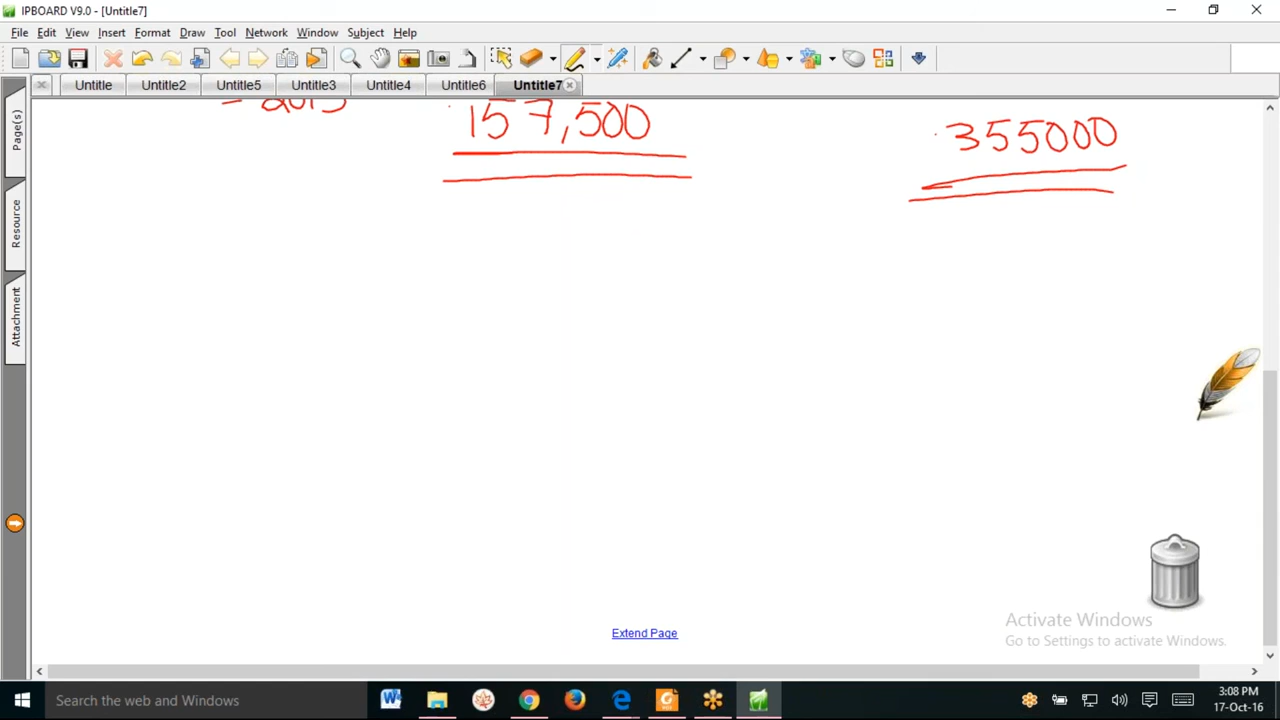 IPBOARD V9.0 - [Untitle7]
File Edit View Insert Format Draw Tool Network Window Subject Help
Untitle Untitle2 Untitle5 Untitle3 Untitle4 Untitle6 Untitle7
Page(s)
Resource
Attachment
- 2015 157,500
355000
Extend Page
Activate Windows
Go to Settings to activate Windows.
Search the web and Windows
3:08 PM
17-Oct-16